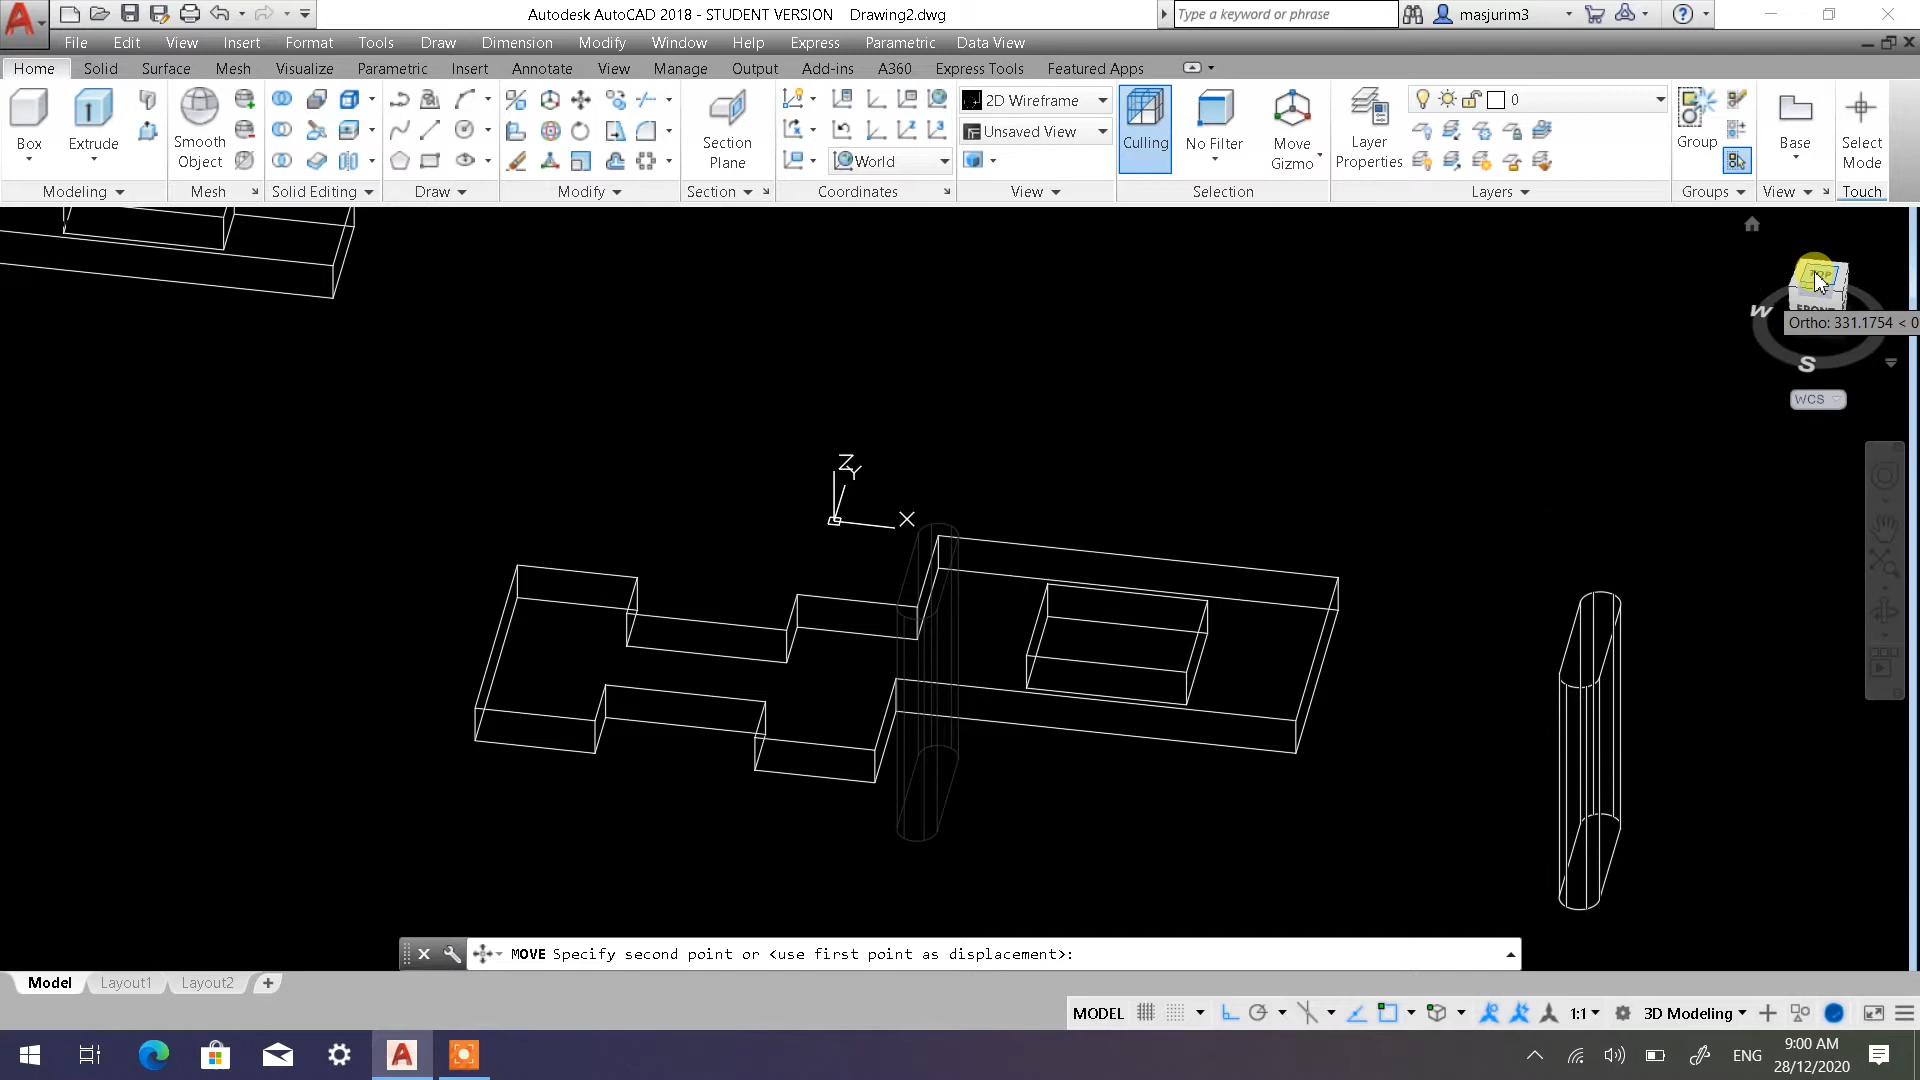 Autodesk AutoCAD 2018 - STUDENT VERSION Drawing2.dwg
Type a keyword or phrase
masjurim3
File Edit View Insert Format Tools Draw Dimension Modify Window Help Express Parametric Data View
Home Solid Surface Mesh Visualize Parametric Insert Annotate View Manage Output Add-ins A360 Express Tools Featured Apps
2D Wireframe
0
Unsaved View
World
Box
Extrude
Smooth Object
Section Plane
Culling
No Filter
Move Gizmo
Layer Properties
Group
Base
Select Mode
Modeling Mesh Solid Editing Draw Modify Section Coordinates View Selection Layers Groups View Touch
TOP
FRONT
W
Ortho: 331.1754 < 0
S
WCS
Z
Y
X
MOVE Specify second point or <use first point as displacement>:
Model Layout1 Layout2 +
MODEL 1:1 3D Modeling
ENG
9:00 AM
28/12/2020